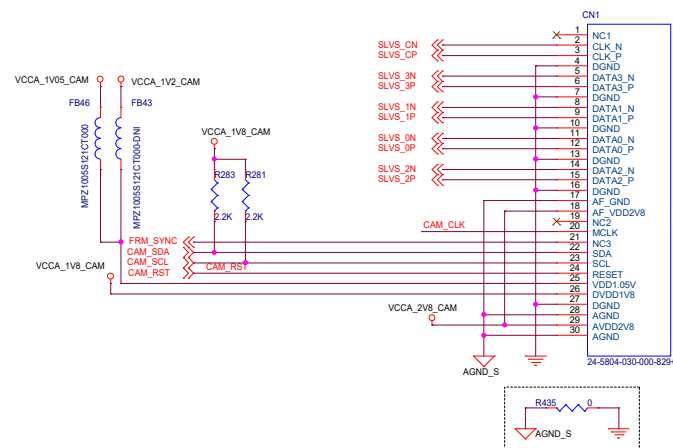 CN1
VCCA_1V05_CAM
VCCA_1V2_CAM
FB46
FB43
MPZ1005S121CT000
MPZ1005S121CT000-DNI
VCCA_1V8_CAM
R283
R281
2.2K
2.2K
SLVS_CN
SLVS_CP
SLVS_3N
SLVS_3P
SLVS_1N
SLVS_1P
SLVS_0N
SLVS_0P
SLVS_2N
SLVS_2P
CAM_CLK
FRM_SYNC
CAM_SDA
CAM_SCL
CAM_RST
CAM_RST
VCCA_1V8_CAM
VCCA_2V8_CAM
1 NC1
2 CLK_N
3 CLK_P
4 DGND
5 DATA3_N
6 DATA3_P
7 DGND
8 DATA1_N
9 DATA1_P
10 DGND
11 DATA0_N
12 DATA0_P
13 DGND
14 DATA2_N
15 DATA2_P
16 DGND
17 AF_GND
18 AF_VDD2V8
19 NC2
20 MCLK
21 NC3
22 SDA
23 SCL
24 RESET
25 VDD1.05V
26 DVDD1V8
27 DGND
28 AGND
29 AVDD2V8
30 AGND
24-5804-030-000-829+
AGND_S
R435 0
AGND_S